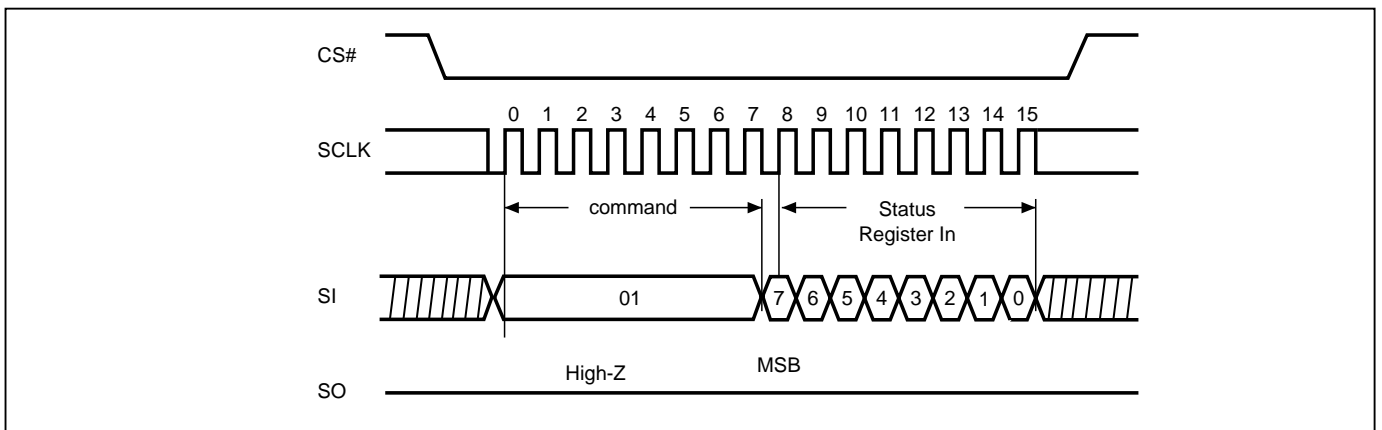 CS#
0 1 2 3 4 5 6 7 8 9 10 11 12 13 14 15
SCLK
command
Status
Register In
SI
01
7 6 5 4 3 2 1 0
MSB
High-Z
SO